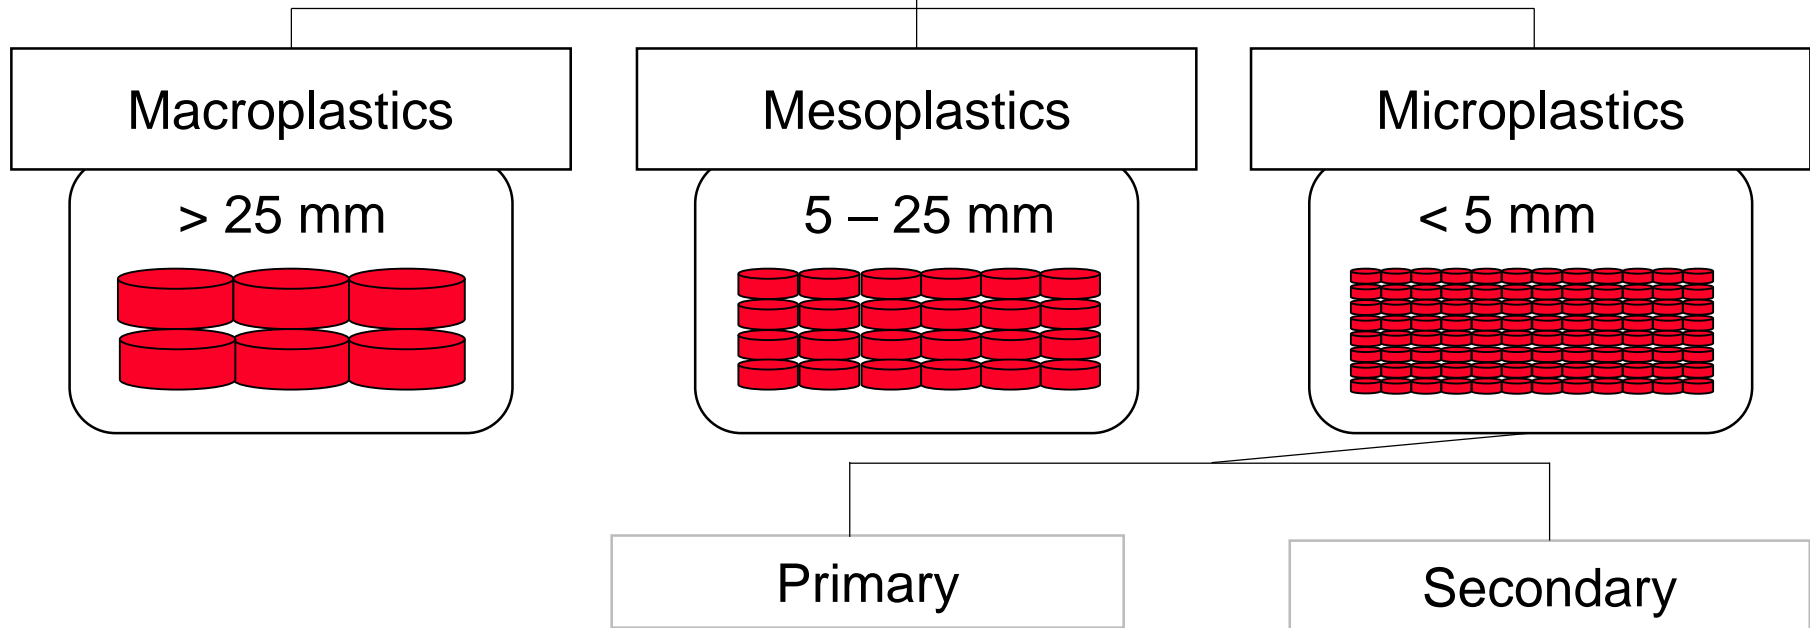 Macroplastics
Mesoplastics
Microplastics
> 25 mm
5 – 25 mm
< 5 mm
Primary
Secondary